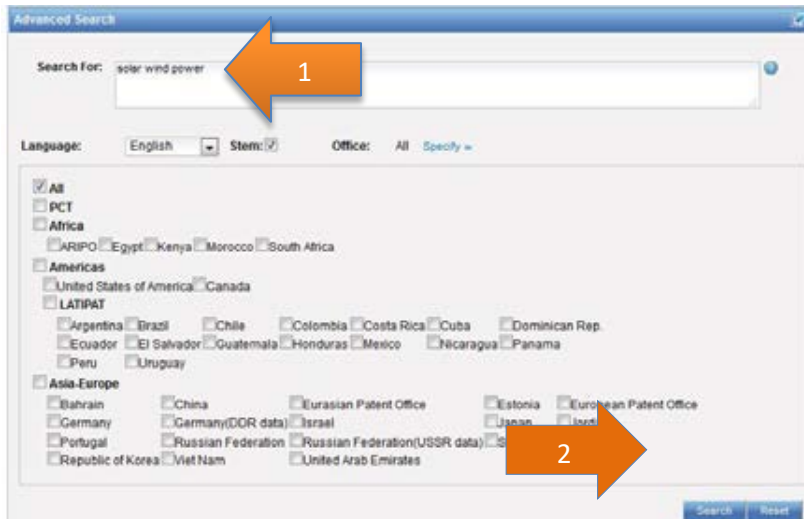 Advanced Search
Search For: solar wind power
1
Language: English Stem: Office: All Specify
All
PCT
Africa
ARIPO Egypt Kenya Morocco South Africa
Americas
United States of America Canada
LATIPAT
Argentina Brazil Chile Colombia Costa Rica Cuba Dominican Rep.
Ecuador El Salvador Guatemala Honduras Mexico Nicaragua Panama
Peru Uruguay
Asia-Europe
Bahrain China Eurasian Patent Office Estonia European Patent Office
Germany Germany(DDR data) Israel Japan
Portugal Russian Federation Russian Federation(USSR data)
2
Republic of Korea Viet Nam United Arab Emirates
Search Reset